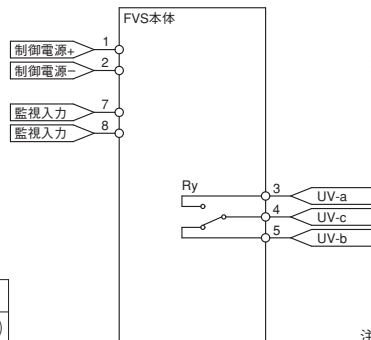 FVS本体
制御電源+ 1
制御電源− 2
監視入力 7
監視入力 8
Ry
3 UV-a
4 UV-c
5 UV-b
)
注